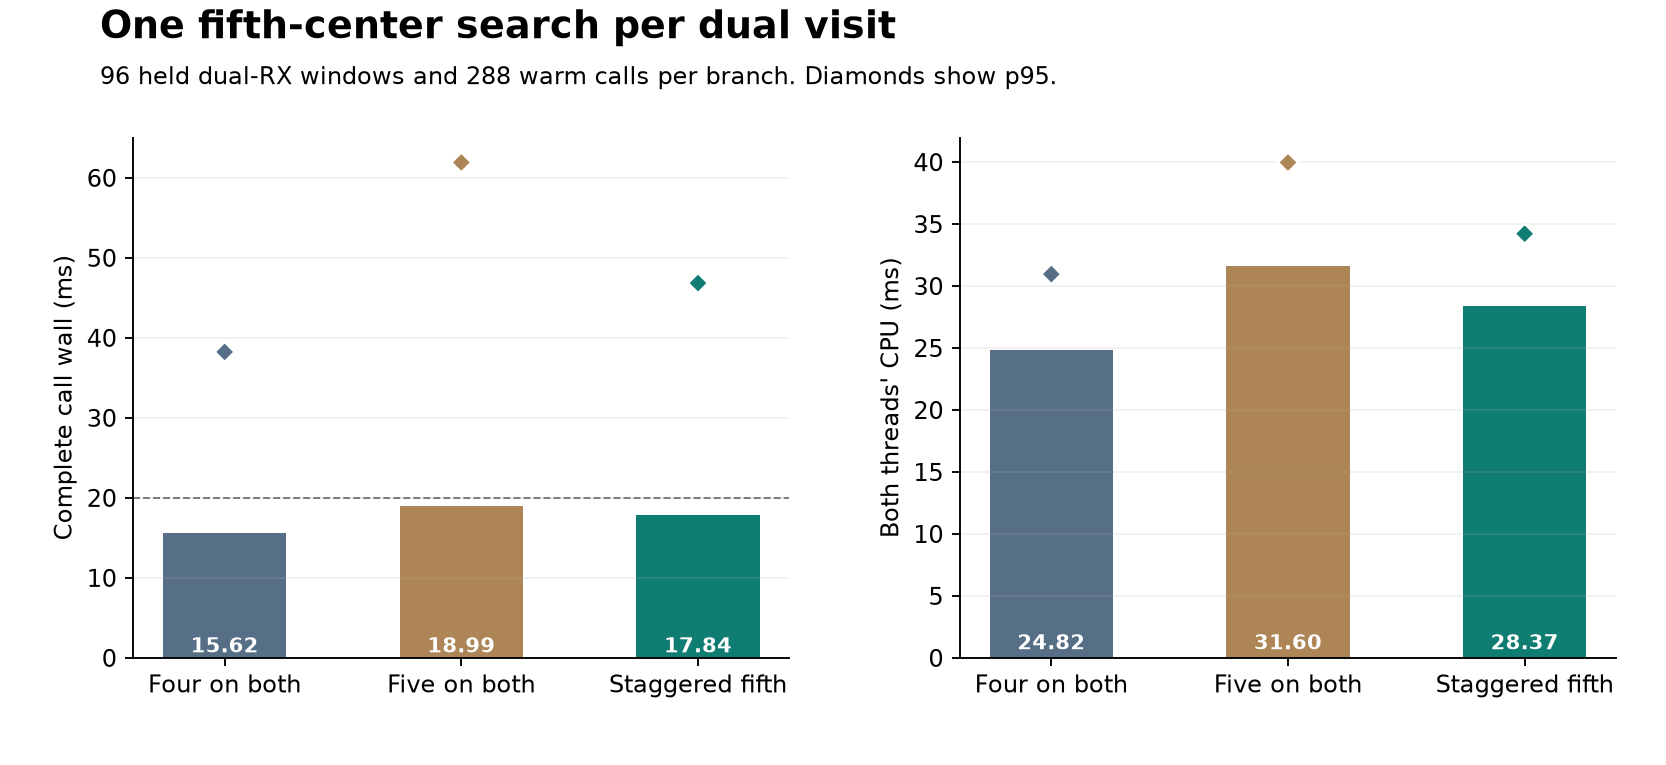 One fifth-center search per dual visit
96 held dual-RX windows and 288 warm calls per branch. Diamonds show p95.
Complete call wall (ms)
60
50
40
30
20
10
0
15.62
18.99
17.84
Four on both
Five on both
Staggered fifth
Both threads' CPU (ms)
40
35
30
25
20
15
10
5
0
24.82
31.60
28.37
Four on both
Five on both
Staggered fifth